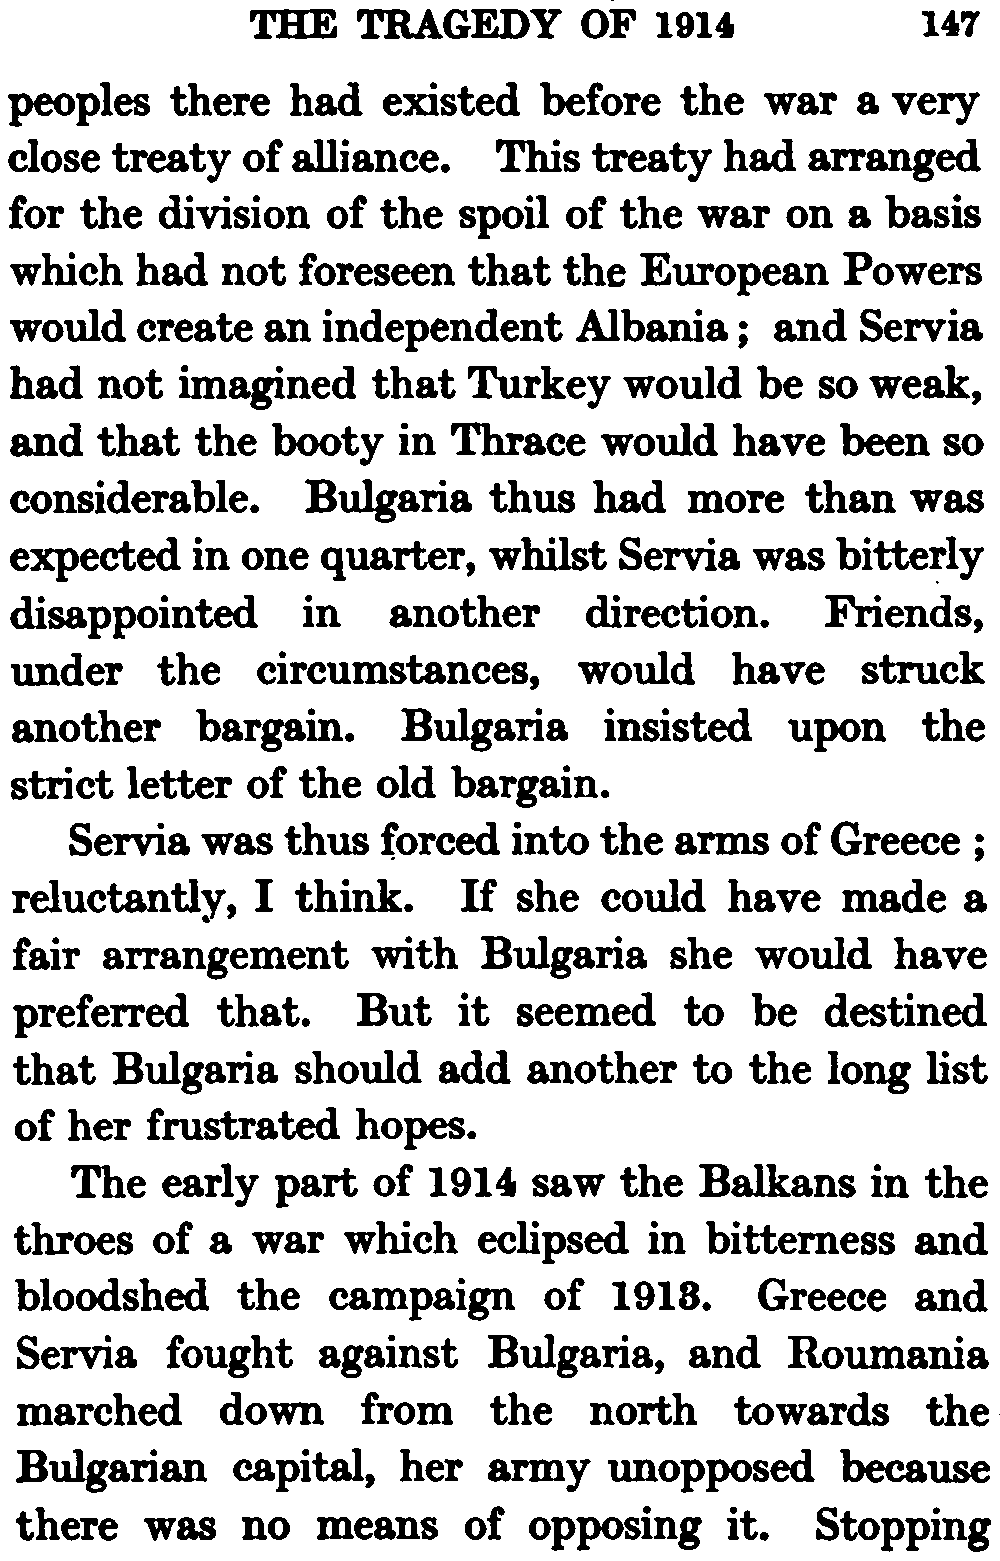 THE TRAGEDY OF 1914 147
peoples there had existed before the war a very
close treaty of alliance. This treaty had arranged
for the division of the spoil of the war on a basis
which had not foreseen that the European Powers
would create an independent Albania ; and Servia
had not imagined that Turkey would be so weak,
and that the booty in Thrace would have been so
considerable. Bulgaria thus had more than was
expected in one quarter, whilst Servia was bitterly
disappointed in another direction. Friends,
under the circumstances, would have struck
another bargain. Bulgaria insisted upon the
strict letter of the old bargain.
Servia was thus forced into the arms of Greece ;
reluctantly, I think. If she could have made a
fair arrangement with Bulgaria she would have
preferred that. But it seemed to be destined
that Bulgaria should add another to the long list
of her frustrated hopes.
The early part of 1914 saw the Balkans in the
throes of a war which eclipsed in bitterness and
bloodshed the campaign of 1913. Greece and
Servia fought against Bulgaria, and Roumania
marched down from the north towards the
Bulgarian capital, her army unopposed because
there was no means of opposing it. Stopping